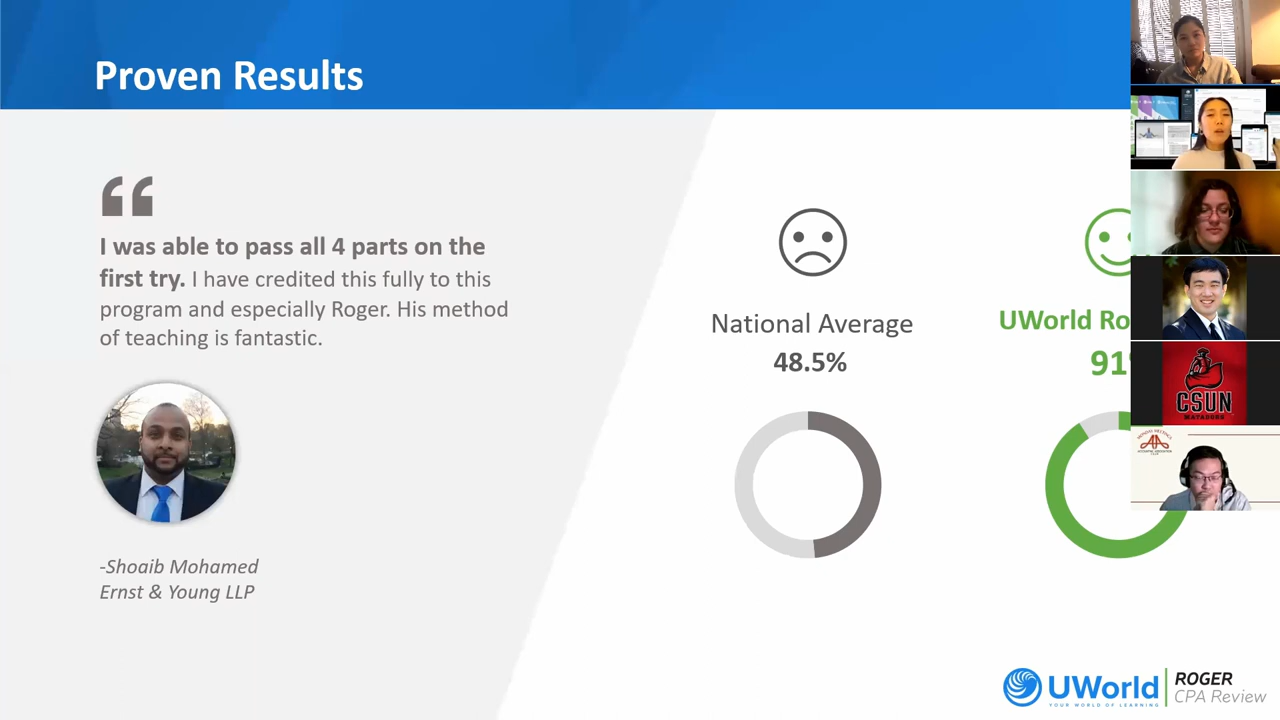 Proven Results
I was able to pass all 4 parts on the
first try. I have credited this fully to this
program and especially Roger. His method
of teaching is fantastic.
-Shoaib Mohamed
Ernst & Young LLP
National Average
48.5%
UWorld Ro
91
CSUN
MATADORS
UWorld
YOUR WORLD OF LEARNING
ROGER
CPA Review